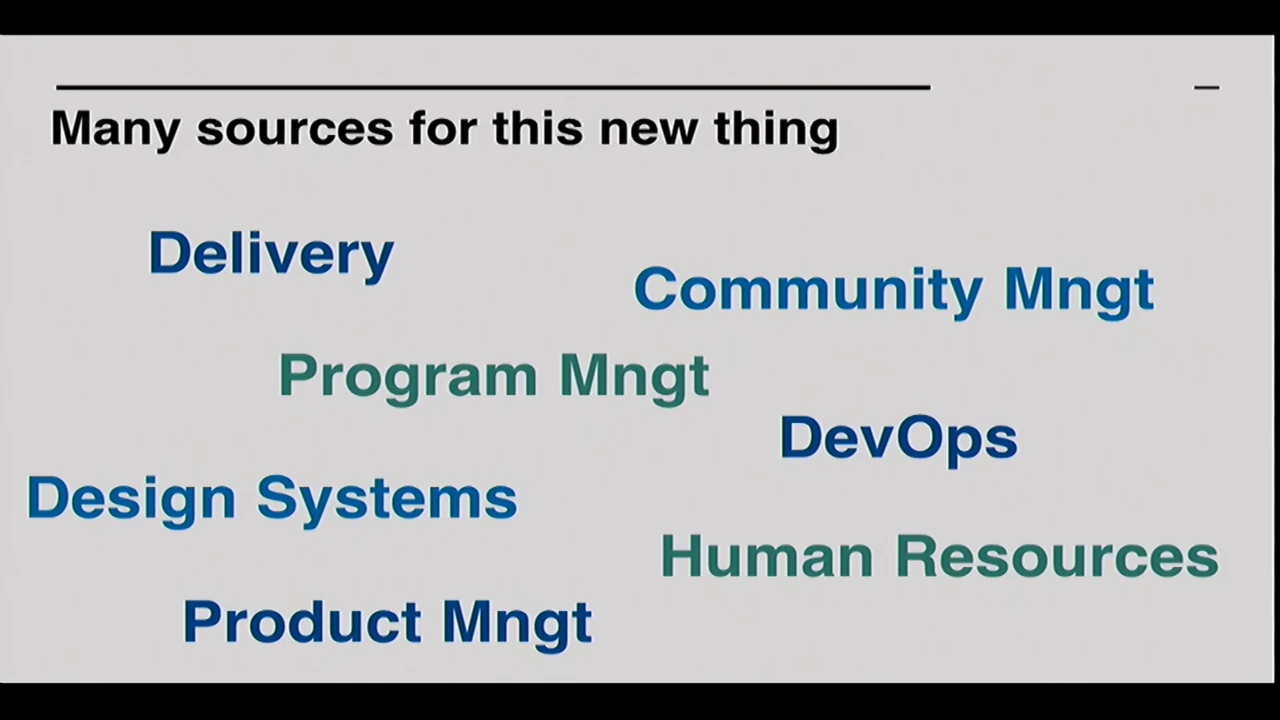 Many sources for this new thing
Delivery
Community Mngt
Program Mngt
DevOps
Design Systems
Human Resources
Product Mngt